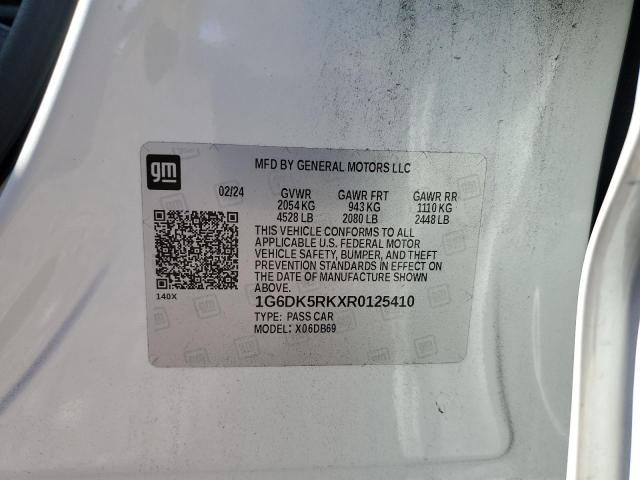 gm
MFD BY GENERAL MOTORS LLC
02/24 GVWR GAWR FRT GAWR RR
2054 KG 943 KG 1110 KG
4528 LB 2080 LB 2448 LB
THIS VEHICLE CONFORMS TO ALL
APPLICABLE U.S. FEDERAL MOTOR
VEHICLE SAFETY, BUMPER, AND THEFT
PREVENTION STANDARDS IN EFFECT ON
THE DATE OF MANUFACTURE SHOWN
ABOVE.
140X
1G6DK5RKXR0125410
TYPE: PASS CAR
MODEL: X06DB69